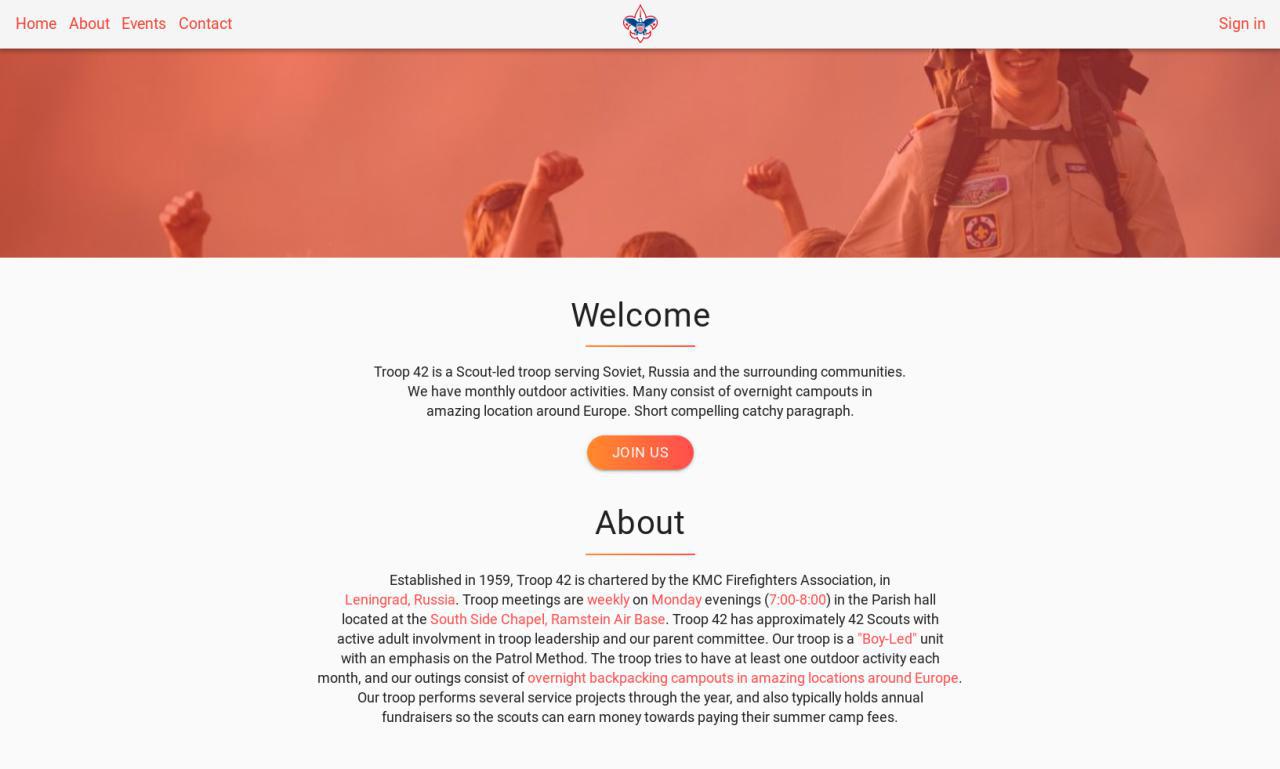 Home About Events Contact Sign in
Welcome
Troop 42 is a Scout-led troop serving Soviet, Russia and the surrounding communities.
We have monthly outdoor activities. Many consist of overnight campouts in
amazing location around Europe. Short compelling catchy paragraph.
JOIN US
About
Established in 1959, Troop 42 is chartered by the KMC Firefighters Association, in
Leningrad, Russia. Troop meetings are weekly on Monday evenings (7:00-8:00) in the Parish hall
located at the South Side Chapel, Ramstein Air Base. Troop 42 has approximately 42 Scouts with
active adult involvment in troop leadership and our parent committee. Our troop is a "Boy-Led" unit
with an emphasis on the Patrol Method. The troop tries to have at least one outdoor activity each
month, and our outings consist of overnight backpacking campouts in amazing locations around Europe.
Our troop performs several service projects through the year, and also typically holds annual
fundraisers so the scouts can earn money towards paying their summer camp fees.